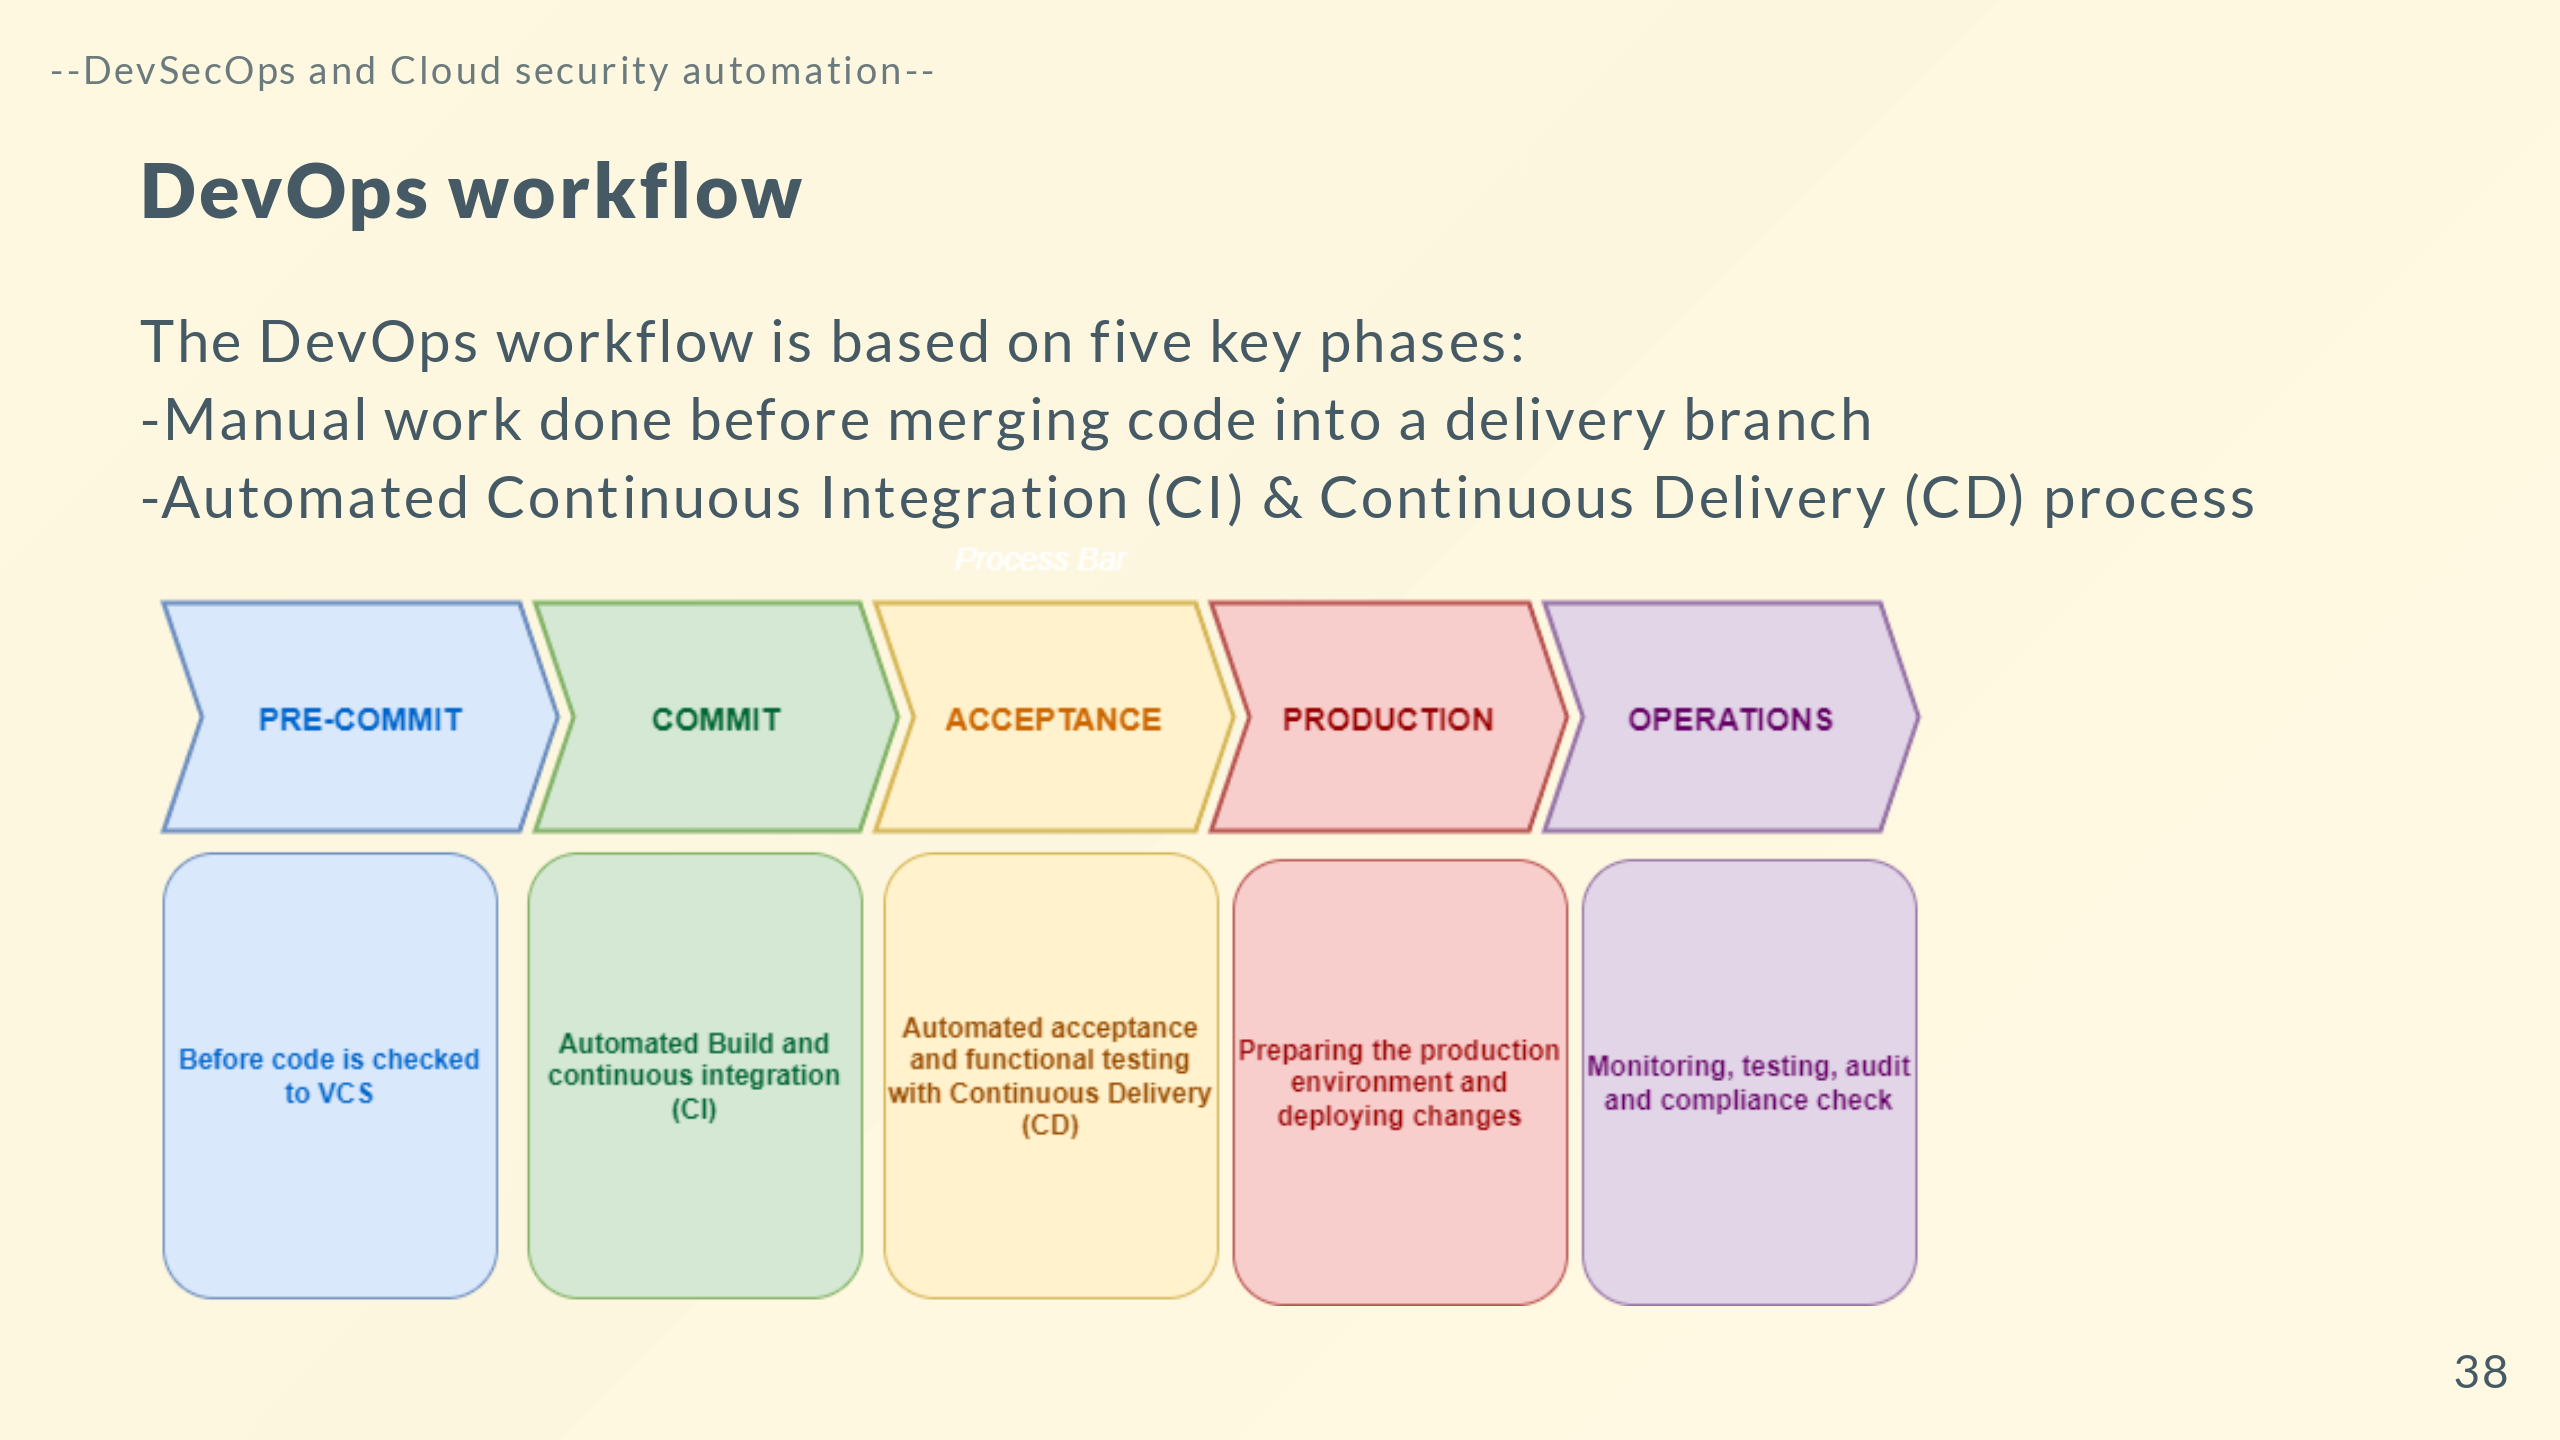 --DevSecOps and Cloud security automation--
DevOps workflow
The DevOps workflow is based on five key phases:
-Manual work done before merging code into a delivery branch
-Automated Continuous Integration (CI) & Continuous Delivery (CD) process
Process Bar
PRE-COMMIT
COMMIT
ACCEPTANCE
PRODUCTION
OPERATIONS
Before code is checked
to VCS
Automated Build and
continuous integration
(CI)
Automated acceptance
and functional testing
with Continuous Delivery
(CD)
Preparing the production
environment and
deploying changes
Monitoring, testing, audit
and compliance check
38